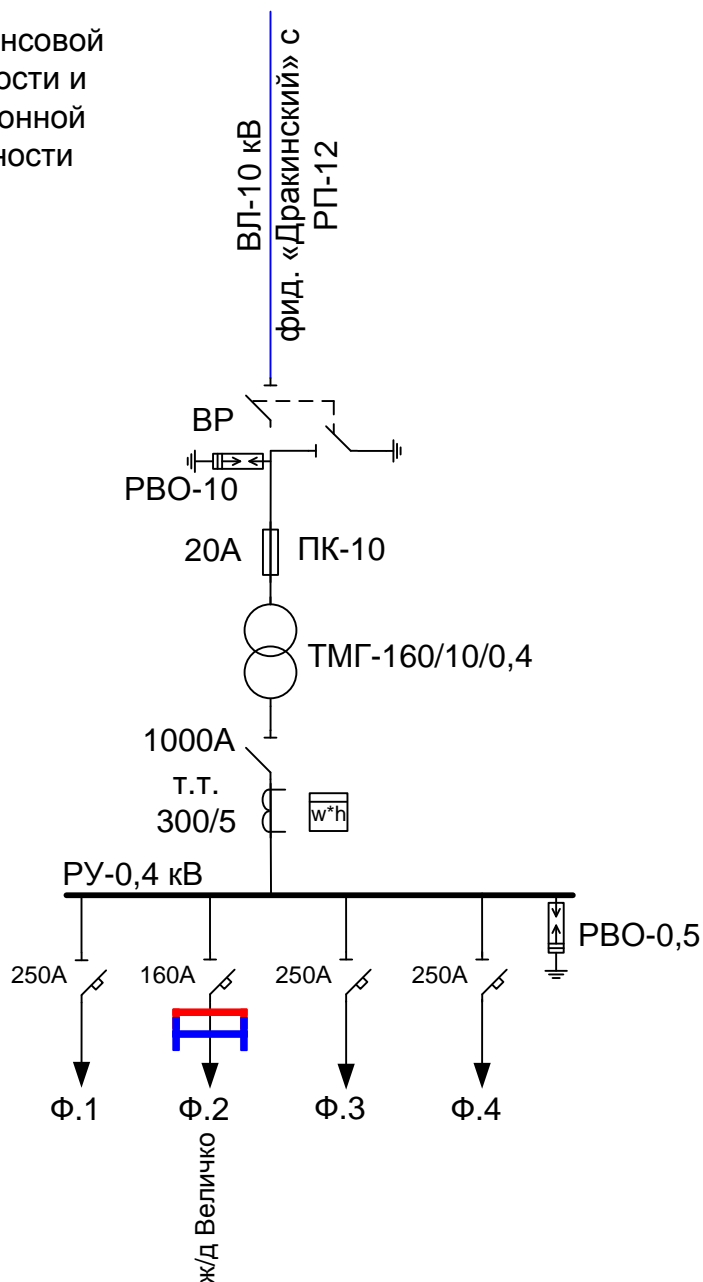 нсовой
ости и
онной
ности
ВЛ-10 кВ
фид. «Дракинский» с
РП-12
ВР
РВО-10
20А
ПК-10
ТМГ-160/10/0,4
1000А
т.т.
300/5
w*h
РУ-0,4 кВ
РВО-0,5
250А
160А
250А
250А
Ф.1
Ф.2
Ф.3
Ф.4
ж/д Величко